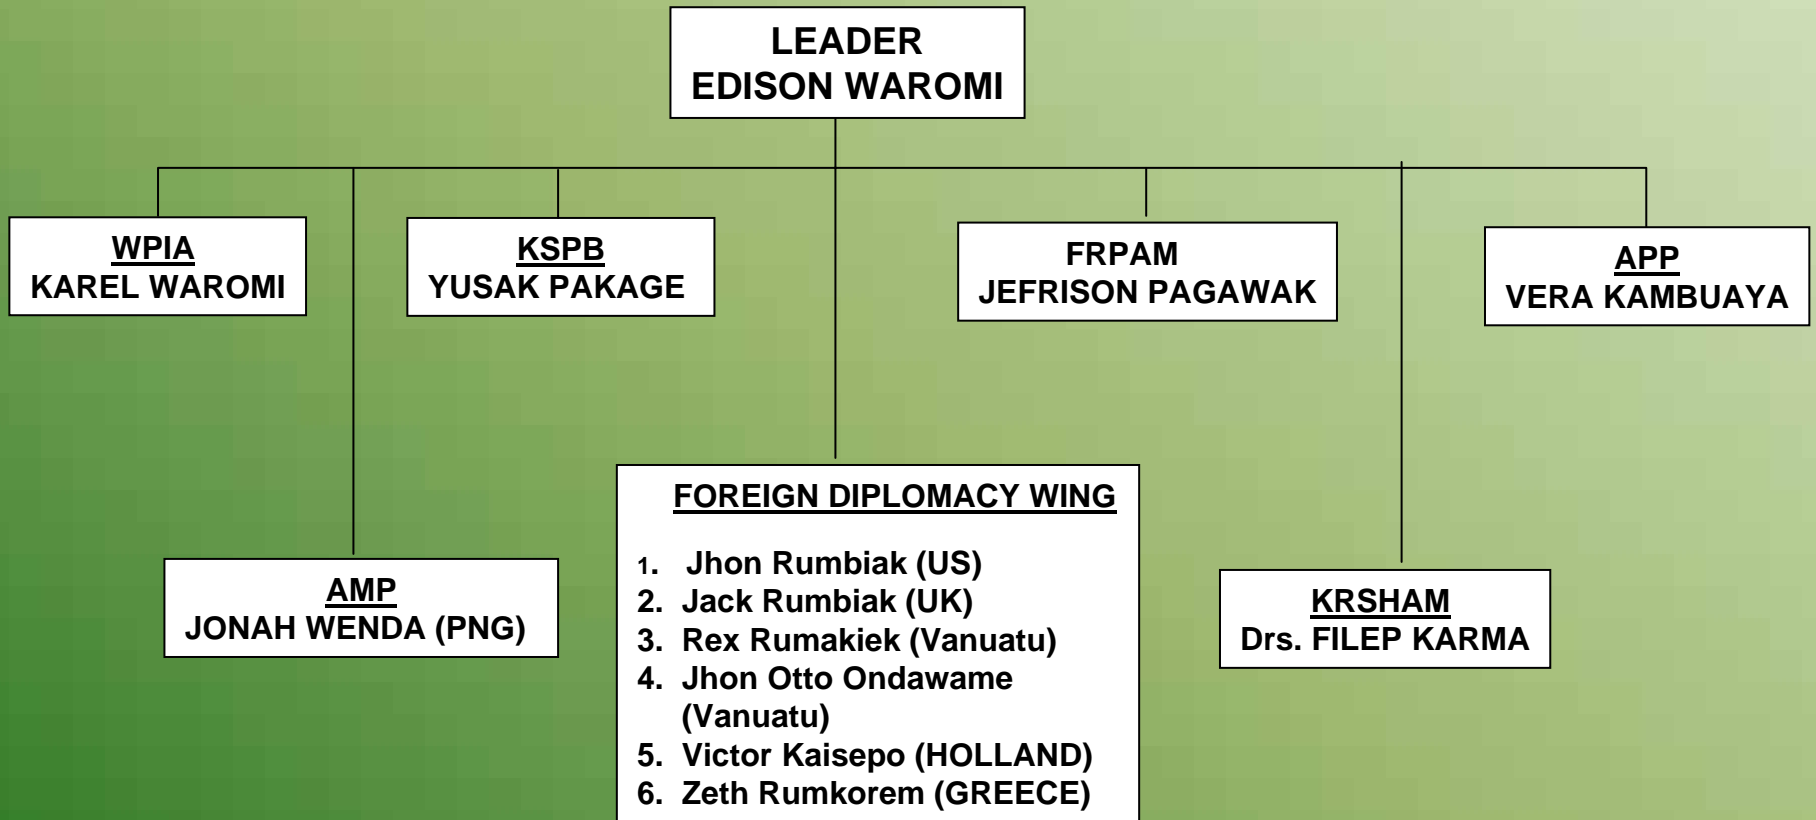 LEADER
EDISON WAROMI
WPIA
KAREL WAROMI
KSPB
YUSAK PAKAGE
FRPAM
JEFRISON PAGAWAK
APP
VERA KAMBUAYA
AMP
JONAH WENDA (PNG)
FOREIGN DIPLOMACY WING
1. Jhon Rumbiak (US)
2. Jack Rumbiak (UK)
3. Rex Rumakiek (Vanuatu)
4. Jhon Otto Ondawame
(Vanuatu)
5. Victor Kaisepo (HOLLAND)
6. Zeth Rumkorem (GREECE)
KRSHAM
Drs. FILEP KARMA